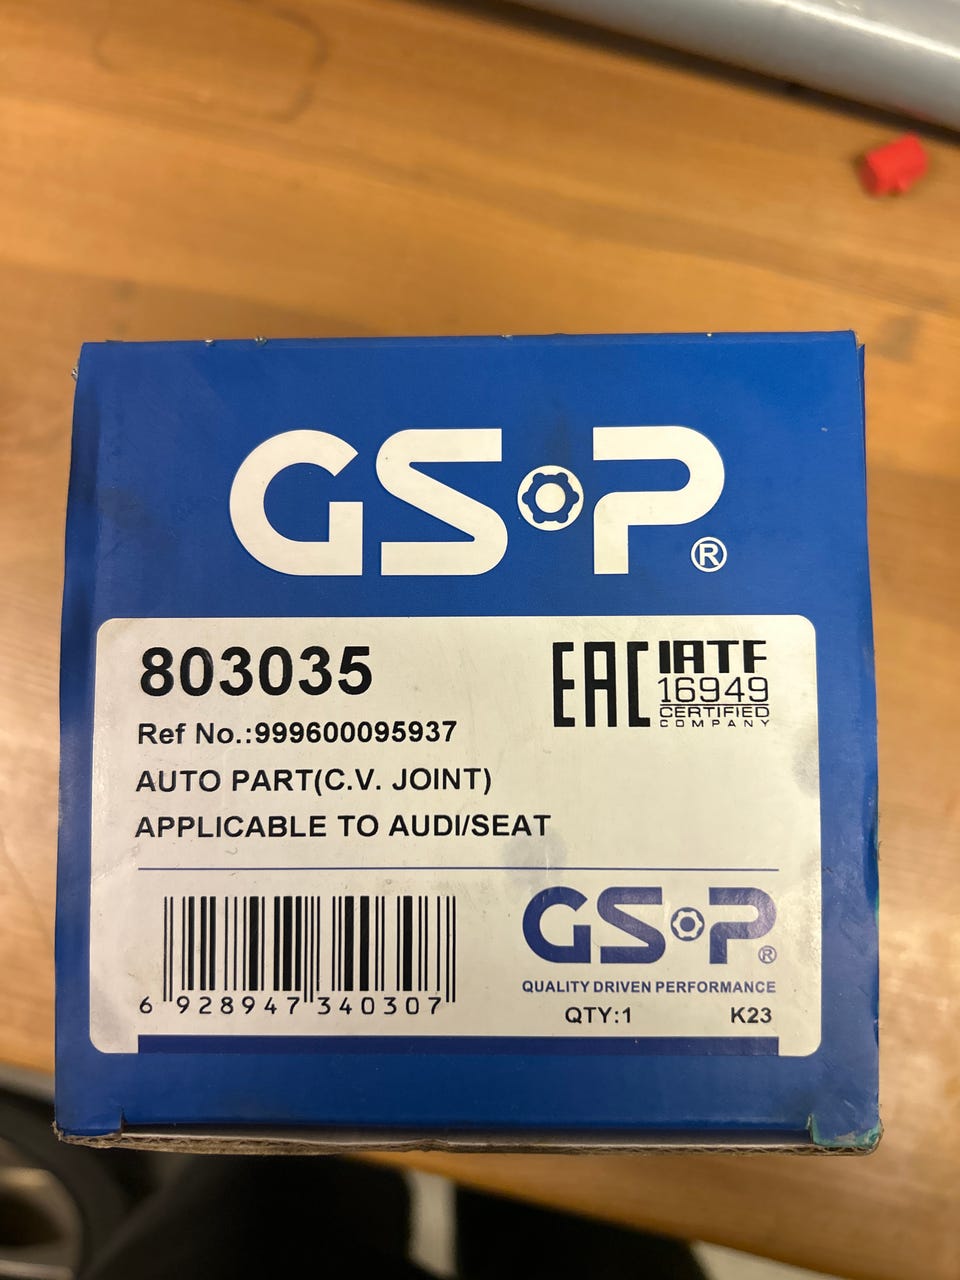 GSP®
803035
EAC IATF
16949
CERTIFIED
COMPANY
Ref No.:999600095937
AUTO PART(C.V. JOINT)
APPLICABLE TO AUDI/SEAT
6 928947 340307
GSP®
QUALITY DRIVEN PERFORMANCE
QTY:1 K23